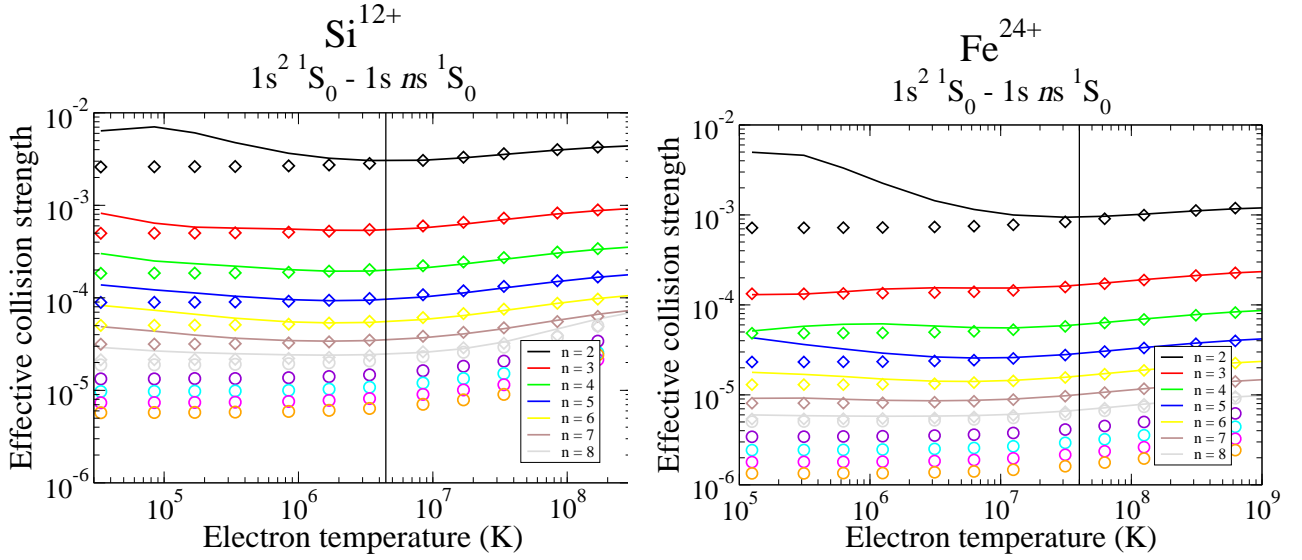 Si¹²⁺
1s² ¹S₀ - 1s ns ¹S₀
Effective collision strength
10⁻²
10⁻³
10⁻⁴
10⁻⁵
10⁻⁶
10⁵
10⁶
10⁷
10⁸
Electron temperature (K)
n = 2
n = 3
n = 4
n = 5
n = 6
n = 7
n = 8
Fe²⁴⁺
1s² ¹S₀ - 1s ns ¹S₀
Effective collision strength
10⁻²
10⁻³
10⁻⁴
10⁻⁵
10⁻⁶
10⁵
10⁶
10⁷
10⁸
10⁹
Electron temperature (K)
n = 2
n = 3
n = 4
n = 5
n = 6
n = 7
n = 8